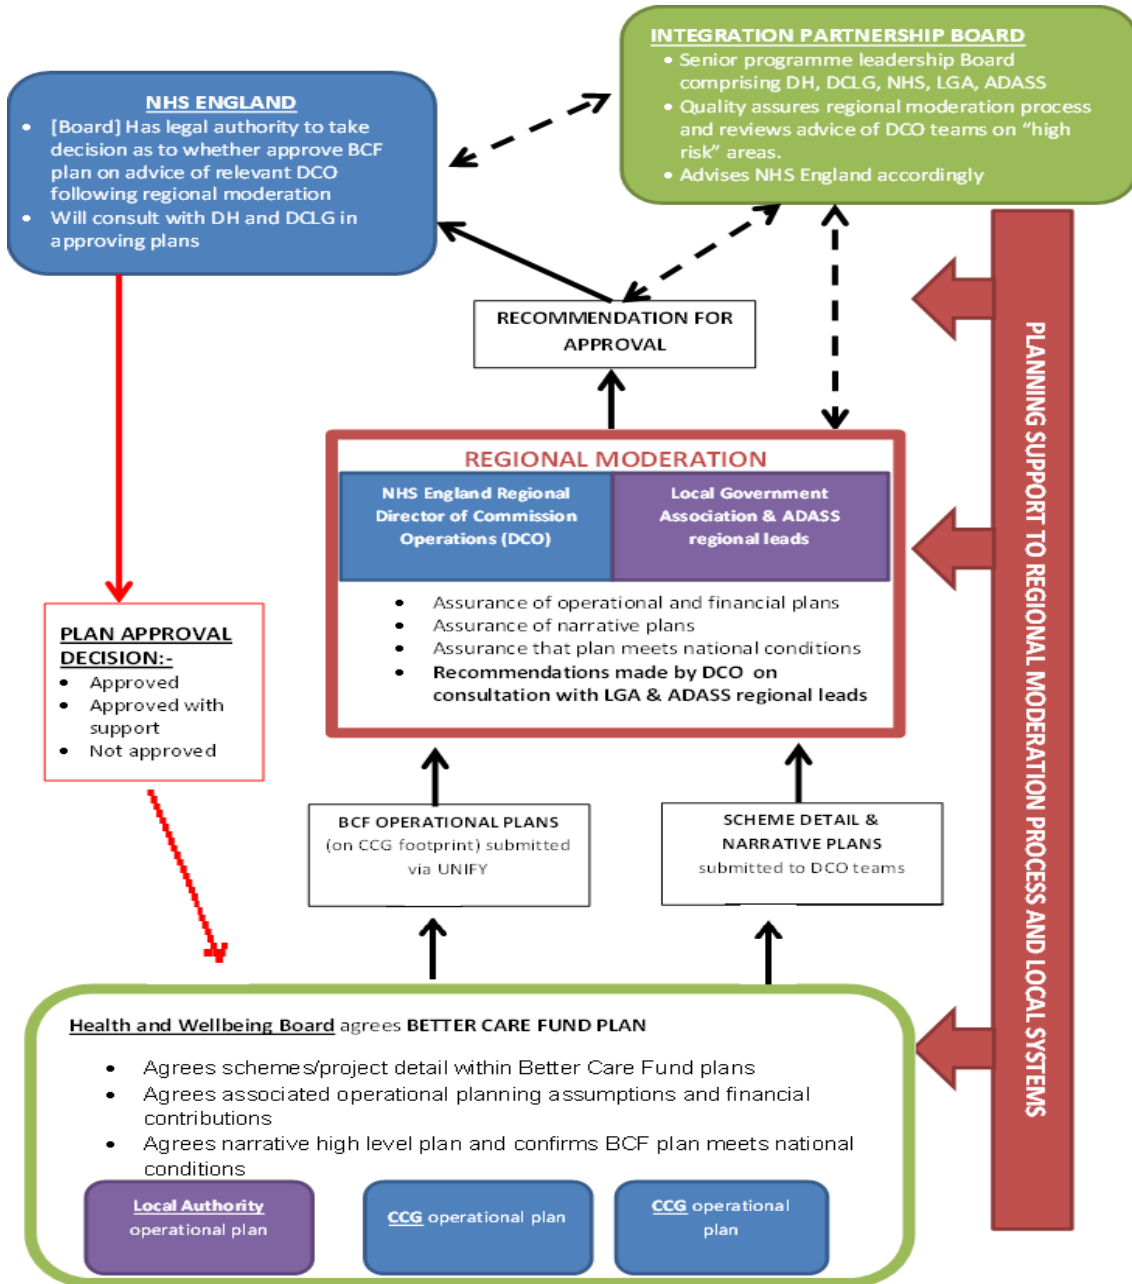 INTEGRATION PARTNERSHIP BOARD
• Senior programme leadership Board
comprising DH, DCLG, NHS, LGA, ADASS
• Quality assures regional moderation process
and reviews advice of DCO teams on “high
risk” areas.
• Advises NHS England accordingly
NHS ENGLAND
• [Board] Has legal authority to take
decision as to whether approve BCF
plan on advice of relevant DCO
following regional moderation
• Will consult with DH and DCLG in
approving plans
RECOMMENDATION FOR
APPROVAL
REGIONAL MODERATION
NHS England Regional
Director of Commission
Operations (DCO)
Local Government
Association & ADASS
regional leads
• Assurance of operational and financial plans
• Assurance of narrative plans
• Assurance that plan meets national conditions
• Recommendations made by DCO on
consultation with LGA & ADASS regional leads
PLAN APPROVAL
DECISION:-
• Approved
• Approved with
support
• Not approved
BCF OPERATIONAL PLANS
(on CCG footprint) submitted
via UNIFY
SCHEME DETAIL &
NARRATIVE PLANS
submitted to DCO teams
Health and Wellbeing Board agrees BETTER CARE FUND PLAN
• Agrees schemes/project detail within Better Care Fund plans
• Agrees associated operational planning assumptions and financial
contributions
• Agrees narrative high level plan and confirms BCF plan meets national
conditions
Local Authority
operational plan
CCG operational plan
CCG operational
plan
PLANNING SUPPORT TO REGIONAL MODERATION PROCESS AND LOCAL SYSTEMS